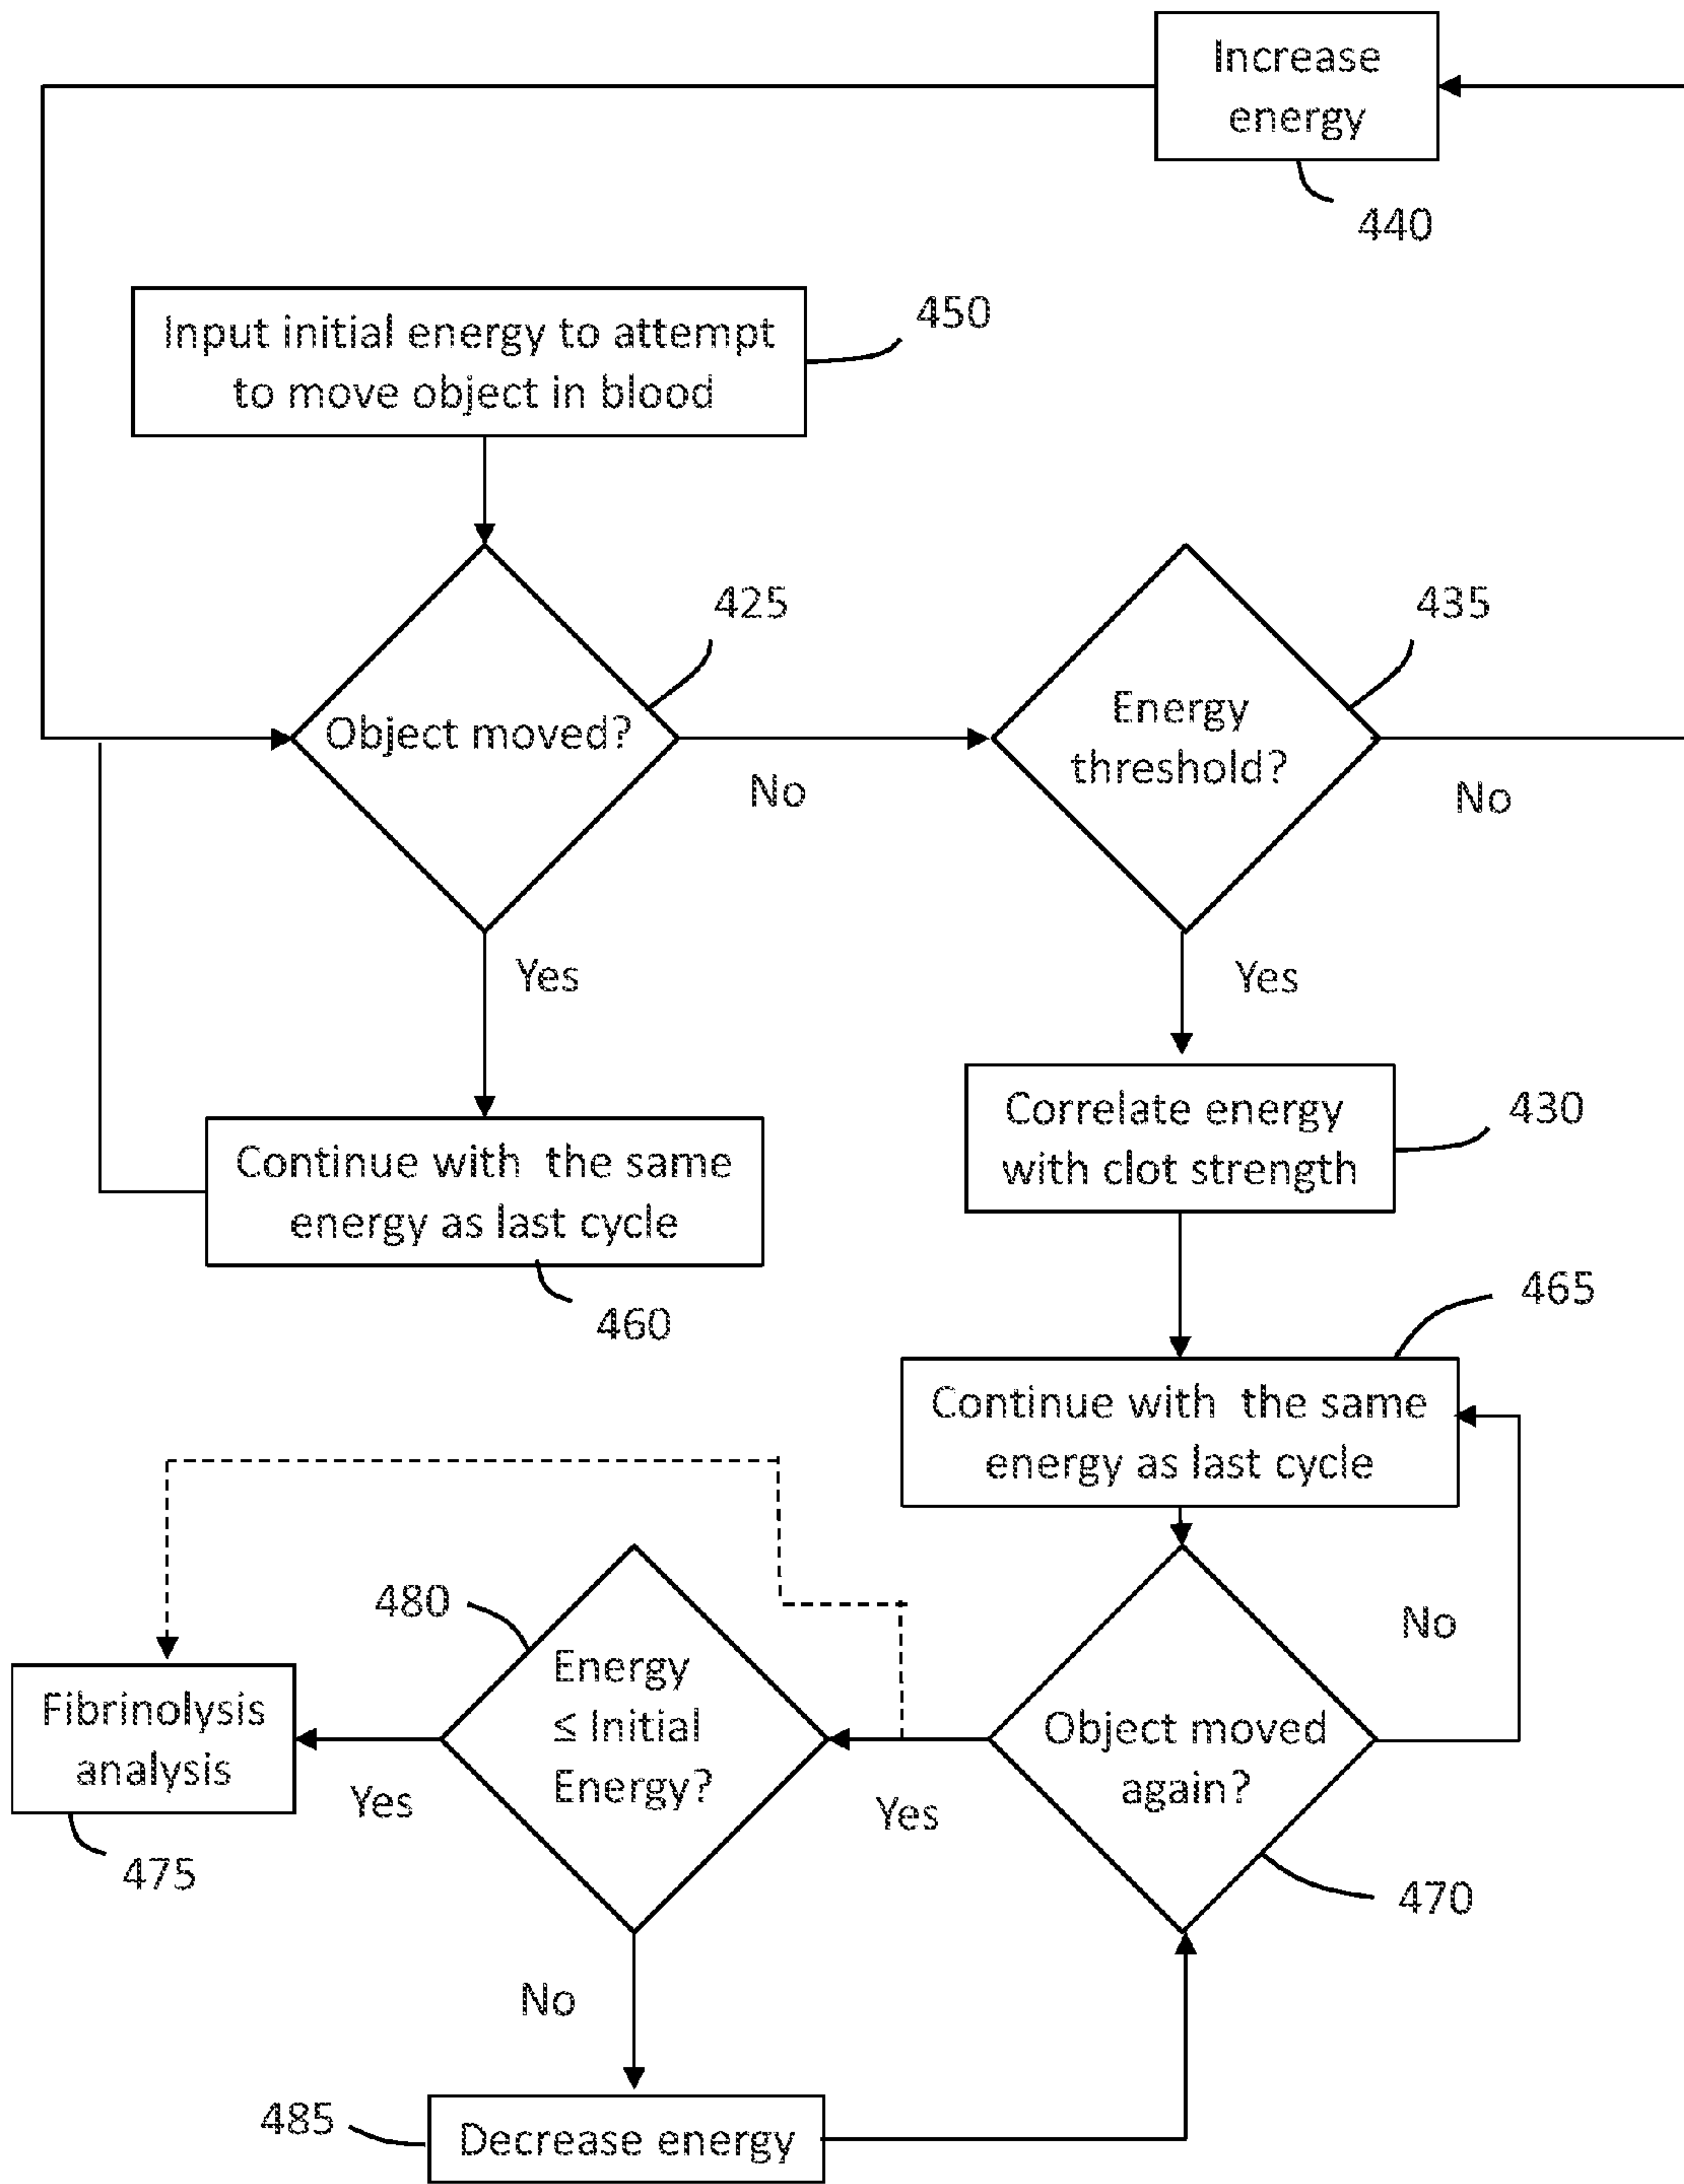 Increase
energy
440
Input initial energy to attempt
to move object in blood
450
425
435
Object moved?
Energy
threshold?
No
No
Yes
Yes
Continue with the same
energy as last cycle
460
Correlate energy
with clot strength
430
465
Continue with the same
energy as last cycle
480
No
Fibrinolysis
analysis
475
Energy
≤ Initial
Energy?
Object moved
again?
Yes
Yes
470
No
485
Decrease energy